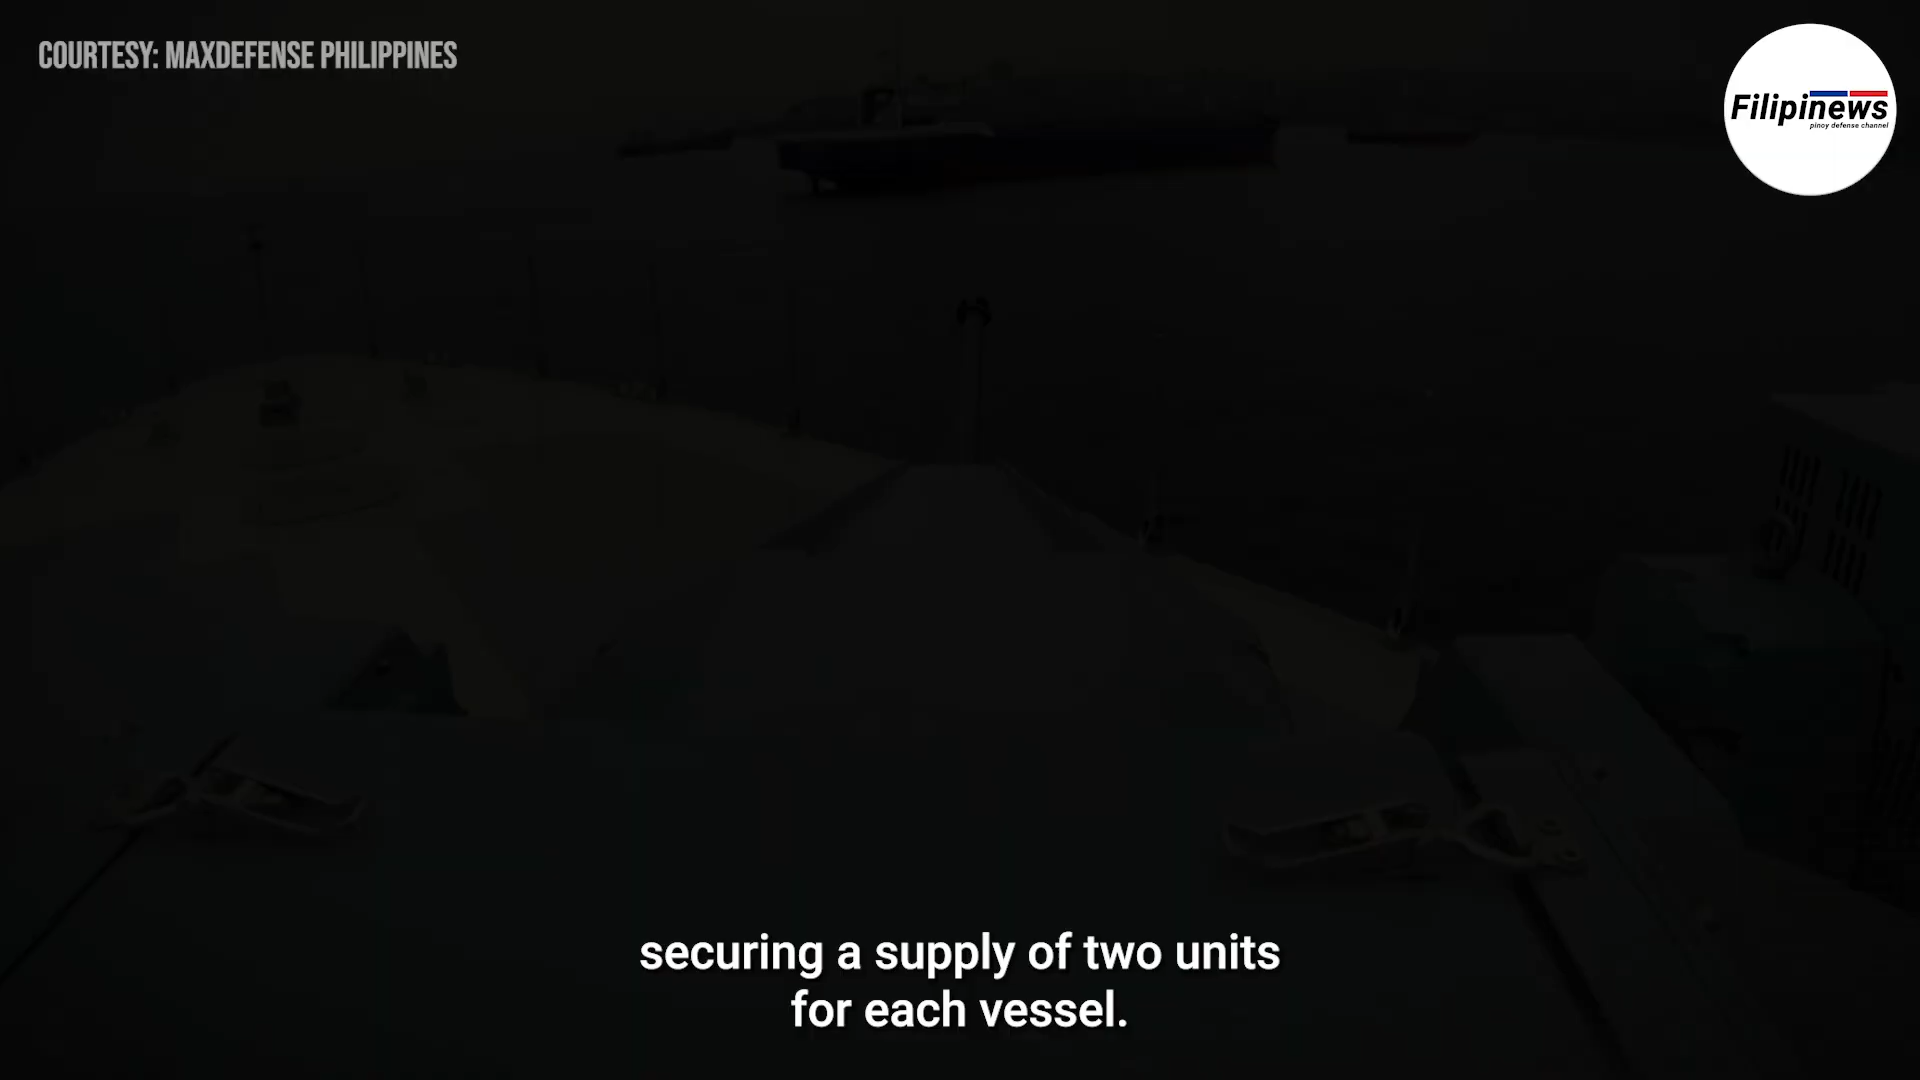 COURTESY: MAXDEFENSE PHILIPPINES
Filipinews
pinoy defense channel
securing a supply of two units
for each vessel.